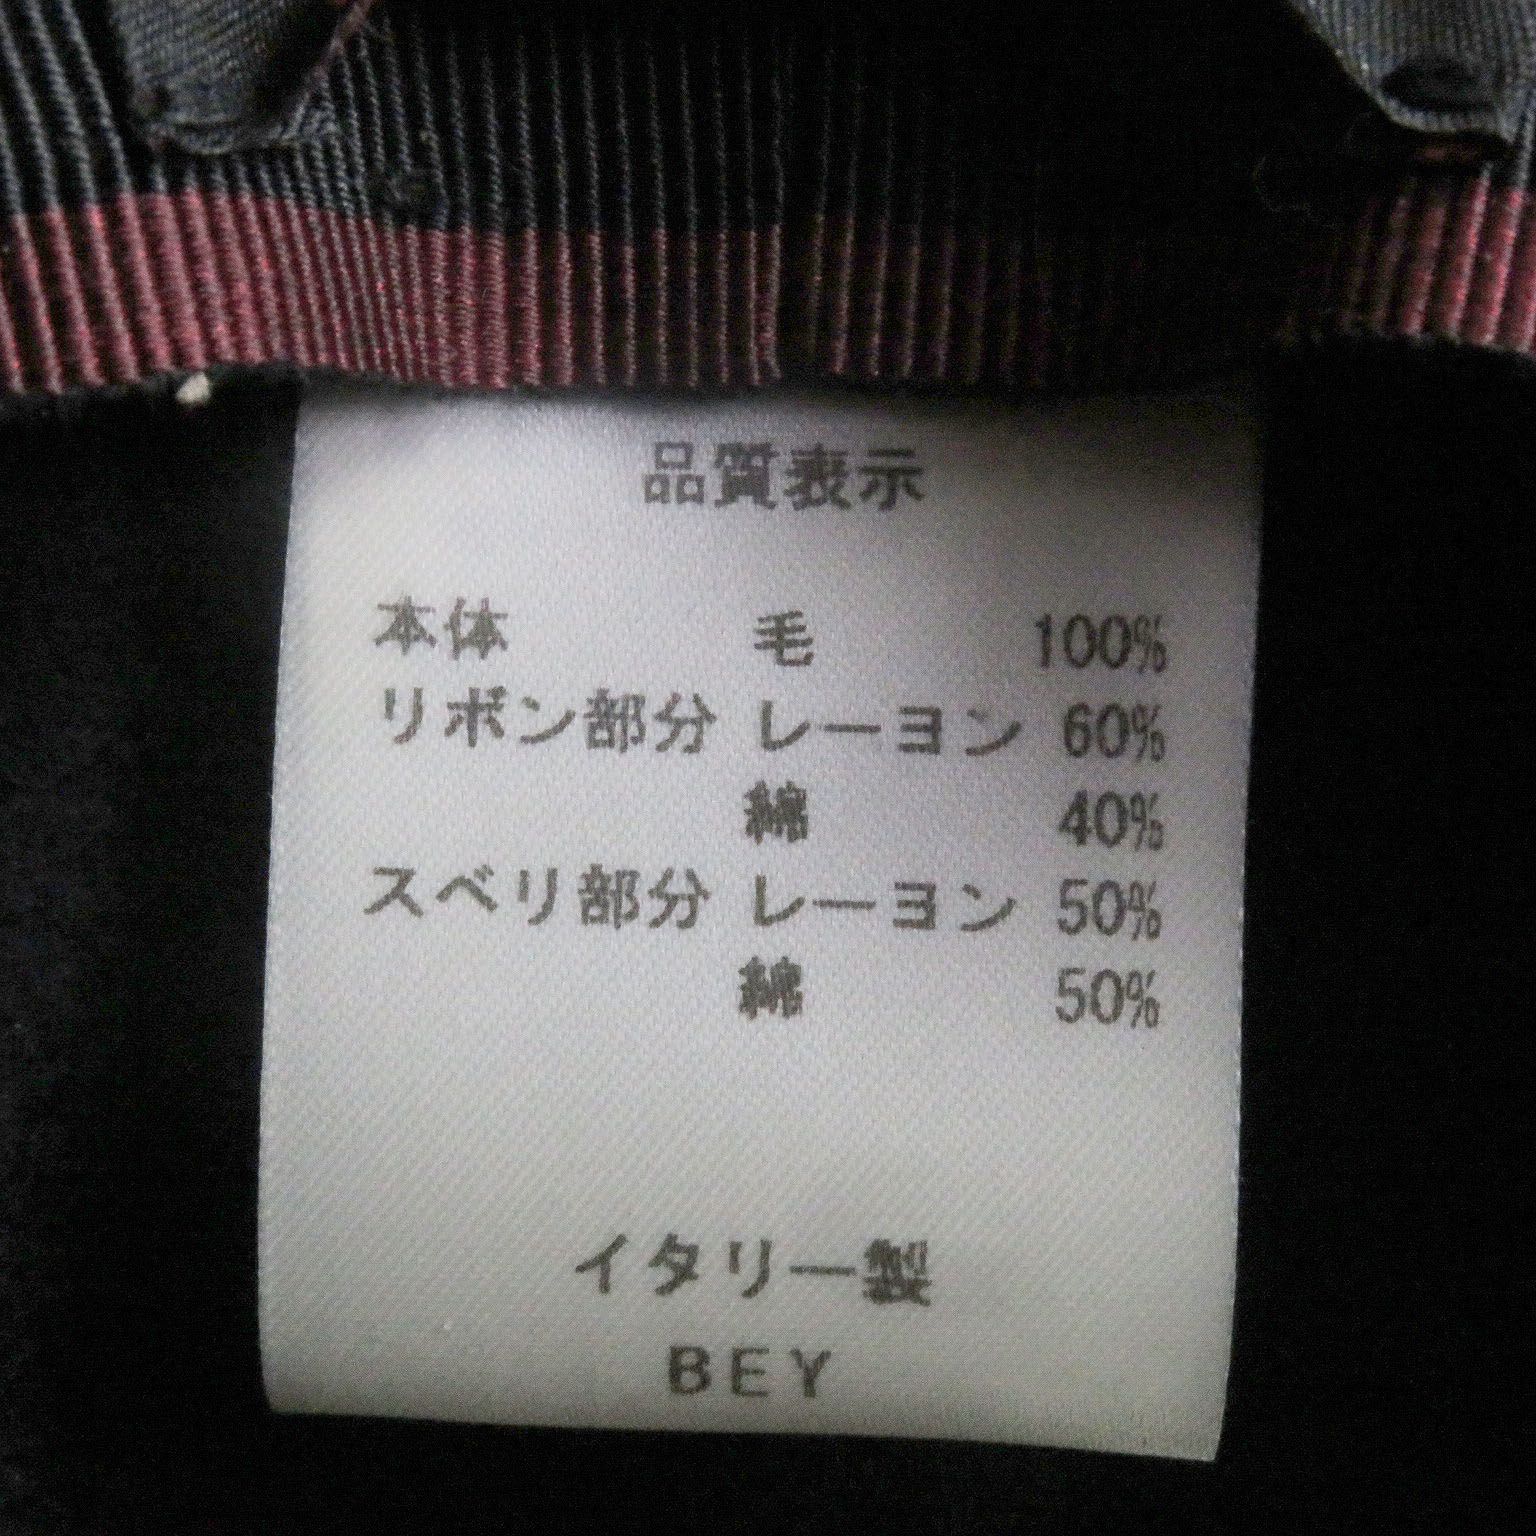 品質表示
本体 毛 100%
リボン部分 レーヨン 60%
綿 40%
スベリ部分 レーヨン 50%
綿 50%
イタリー製
BEY